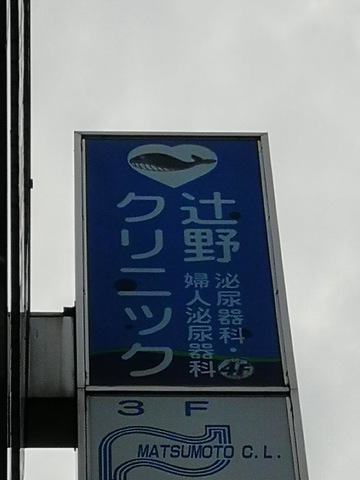 辻野
クリニック
泌尿器科・
婦人泌尿器科
4F
3F
MATSUMOTO C.L.